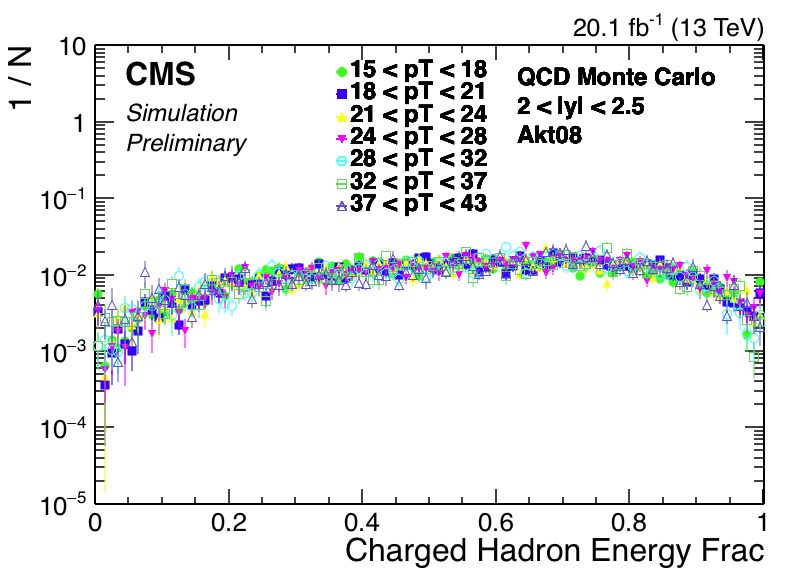 20.1 fb⁻¹ (13 TeV)
1 / N
10
1
10⁻¹
10⁻²
10⁻³
10⁻⁴
10⁻⁵
CMS
Simulation
Preliminary
15 < pT < 18
18 < pT < 21
21 < pT < 24
24 < pT < 28
28 < pT < 32
32 < pT < 37
37 < pT < 43
QCD Monte Carlo
2 < lyl < 2.5
Akt08
0 0.2 0.4 0.6 0.8 1
Charged Hadron Energy Frac